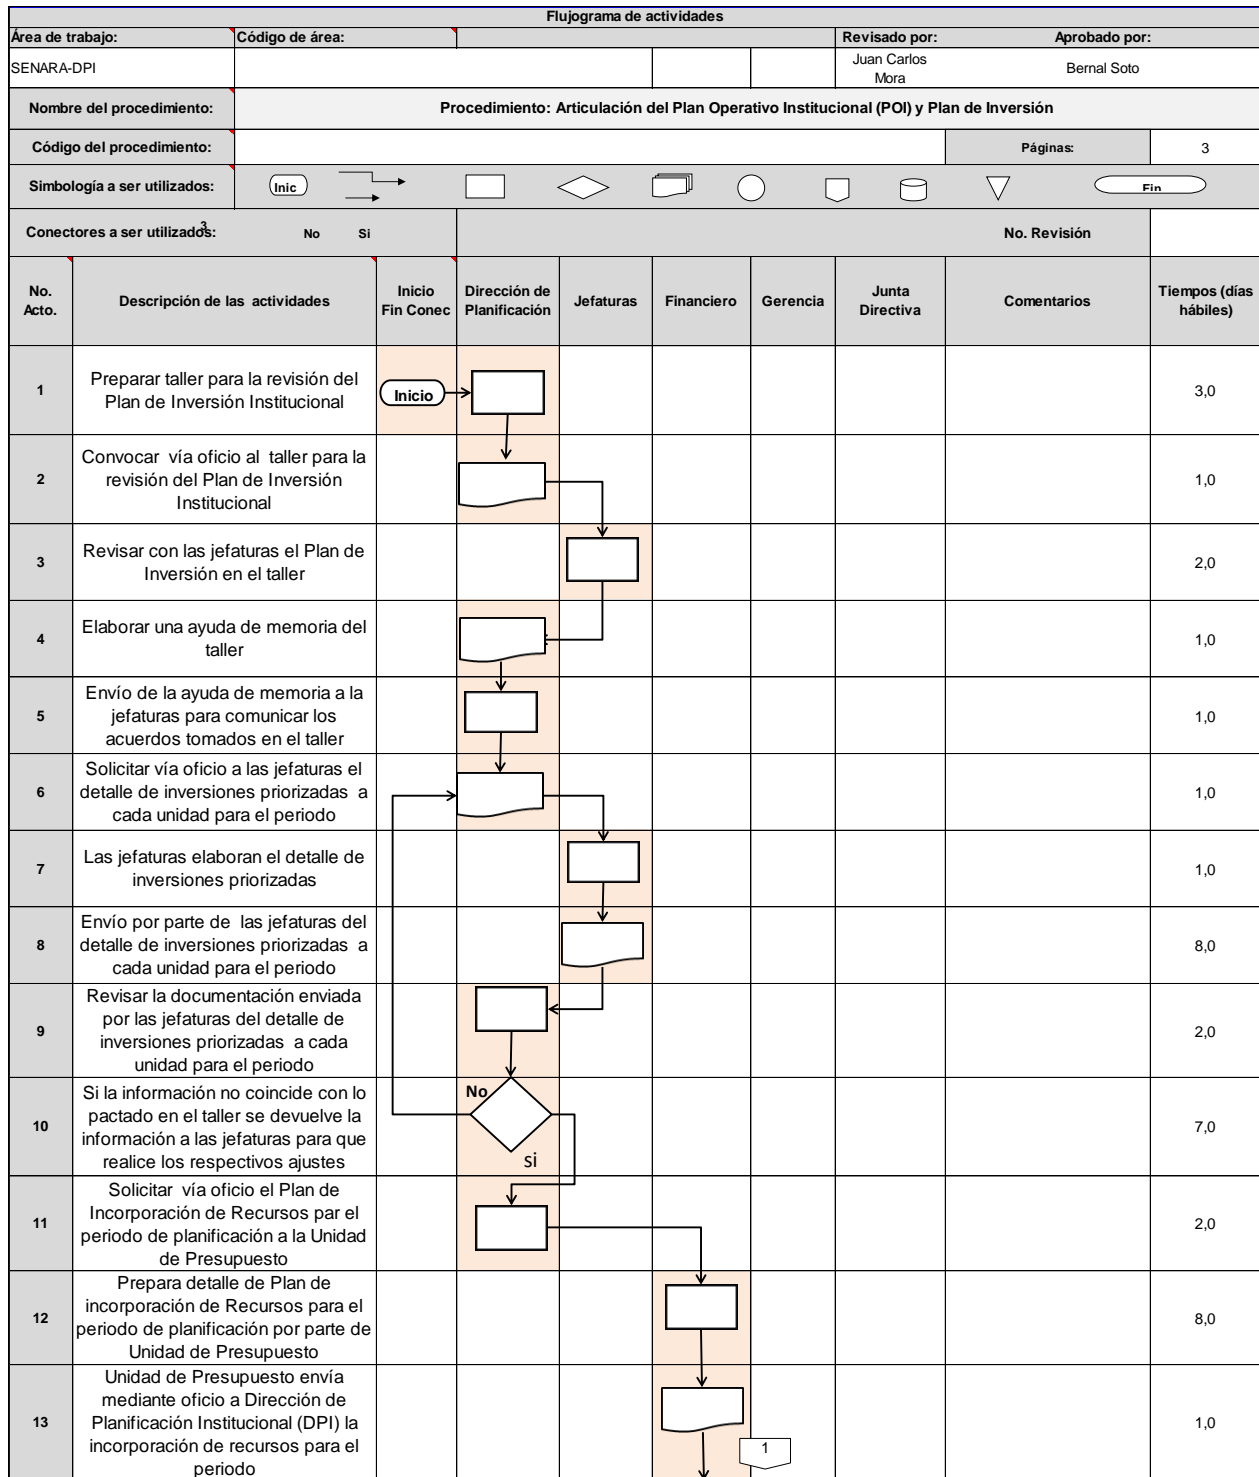 Flujograma de actividades
Área de trabajo: Código de área: Revisado por: Aprobado por:
SENARA-DPI Juan Carlos Mora Bernal Soto
Nombre del procedimiento: Procedimiento: Articulación del Plan Operativo Institucional (POI) y Plan de Inversión
Código del procedimiento: Páginas: 3
Simbología a ser utilizados: Inic Fin
Conectores a ser utilizados: 3 No Si No. Revisión
No. Acto.
Descripción de las actividades
Inicio
Fin Conec
Dirección de
Planificación
Jefaturas
Financiero
Gerencia
Junta
Directiva
Comentarios
Tiempos (días
hábiles)
1
Preparar taller para la revisión del
Plan de Inversión Institucional
Inicio
3,0
2
Convocar vía oficio al taller para la
revisión del Plan de Inversión
Institucional
1,0
3
Revisar con las jefaturas el Plan de
Inversión en el taller
2,0
4
Elaborar una ayuda de memoria del
taller
1,0
5
Envío de la ayuda de memoria a la
jefaturas para comunicar los
acuerdos tomados en el taller
1,0
6
Solicitar vía oficio a las jefaturas el
detalle de inversiones priorizadas a
cada unidad para el periodo
1,0
7
Las jefaturas elaboran el detalle de
inversiones priorizadas
1,0
8
Envío por parte de las jefaturas del
detalle de inversiones priorizadas a
cada unidad para el periodo
8,0
9
Revisar la documentación enviada
por las jefaturas del detalle de
inversiones priorizadas a cada
unidad para el periodo
2,0
10
Si la información no coincide con lo
pactado en el taller se devuelve la
información a las jefaturas para que
realice los respectivos ajustes
No
si
7,0
11
Solicitar vía oficio el Plan de
Incorporación de Recursos par el
periodo de planificación a la Unidad
de Presupuesto
2,0
12
Prepara detalle de Plan de
incorporación de Recursos para el
periodo de planificación por parte de
Unidad de Presupuesto
8,0
13
Unidad de Presupuesto envía
mediante oficio a Dirección de
Planificación Institucional (DPI) la
incorporación de recursos para el
periodo
1
1,0